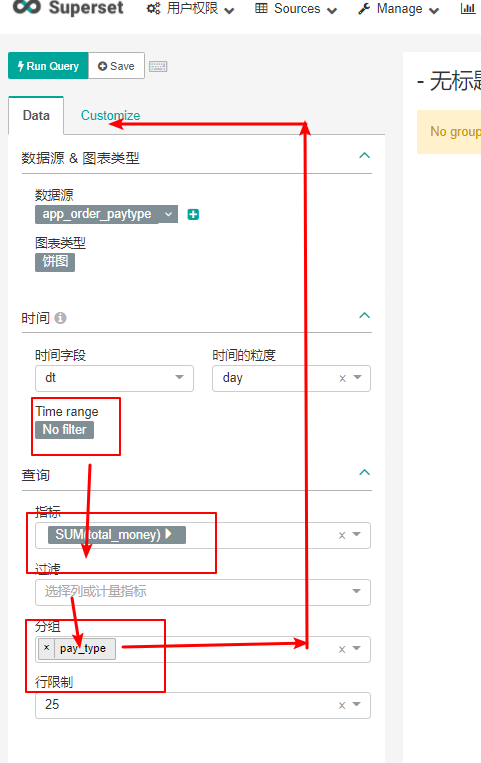 Superset 用户权限 Sources Manage
Run Query Save
- 无标题
Data Customize
No group
数据源 & 图表类型
数据源
app_order_paytype
图表类型
饼图
时间
时间字段 时间的粒度
dt day
Time range
No filter
查询
指标
SUM(total_money)
过滤
选择列或计量指标
分组
× pay_type
行限制
25